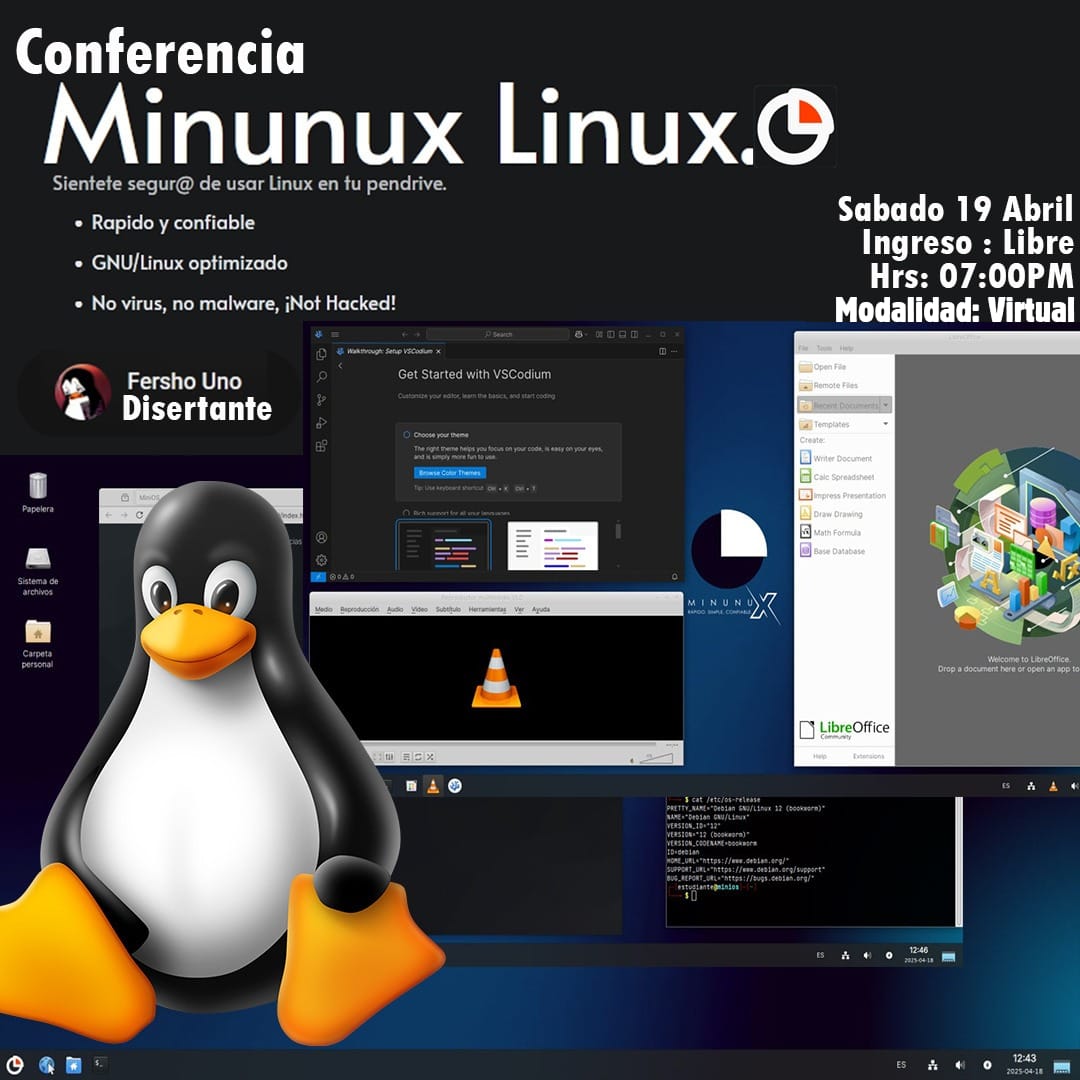 Conferencia
Minunux Linux.
Sientete segur@ de usar Linux en tu pendrive.
• Rapido y confiable
• GNU/Linux optimizado
• No virus, no malware, ¡Not Hacked!
Sabado 19 Abril
Ingreso : Libre
Hrs: 07:00PM
Modalidad: Virtual
Fersho Uno
Disertante
Papelera
Sistema de
archivos
Carpeta
personal
MiniOS
Search
Walkthrough: Setup VSCodium
Get Started with VSCodium
Customize your editor, learn the basics, and start coding
Choose your theme
The right theme helps you focus on your code, is easy on your eyes,
and is simply more fun to use.
Browse Color Themes
Tip: Use keyboard shortcut Ctrl + K Ctrl + T
Rich support for all your languages
0 0
Reproductor multimedia VLC
Medio Reproducción Audio Vídeo Subtítulo Herramientas Ver Ayuda
MINUNUX
RÁPIDO, SIMPLE, CONFIABLE
LibreOffice
File Tools Help
Open File
Remote Files
Recent Documents
Templates
Create:
Writer Document
Calc Spreadsheet
Impress Presentation
Draw Drawing
Math Formula
Base Database
Welcome to LibreOffice.
Drop a document here or open an app to
LibreOffice
Community
Help Extensions
ES
$ cat /etc/os-release
PRETTY_NAME="Debian GNU/Linux 12 (bookworm)"
NAME="Debian GNU/Linux"
VERSION_ID="12"
VERSION="12 (bookworm)"
VERSION_CODENAME=bookworm
ID=debian
HOME_URL="https://www.debian.org/"
SUPPORT_URL="https://www.debian.org/support"
BUG_REPORT_URL="https://bugs.debian.org/"
estudiante@minios
$
ES
12:46
2025-04-18
ES
12:43
2025-04-18